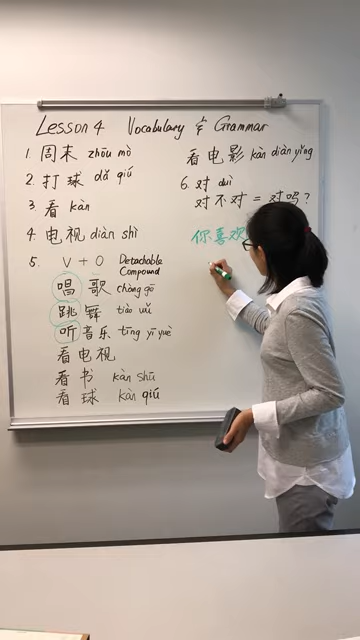 Lesson 4 Vocabulary & Grammar
1. 周末 zhōu mò
2. 打球 dǎ qiú
3. 看 kàn
4. 电视 diàn shì
5. V + O Detachable Compound
唱歌 chàng gē
跳舞 tiào wǔ
听音乐 tīng yīn yuè
看电视
看书 kàn shū
看球 kàn qiú
看电影 kàn diàn yǐng
6. 对 duì
对不对 = 对吗?
你喜欢